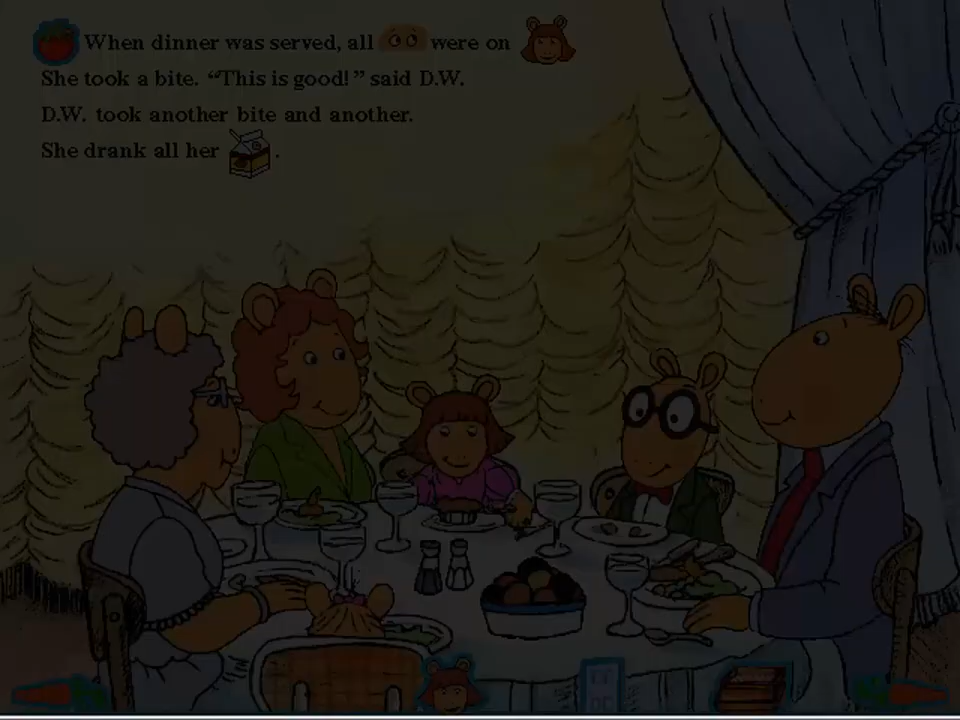 When dinner was served, all were on
She took a bite. “This is good!” said D.W.
D.W. took another bite and another.
She drank all her .